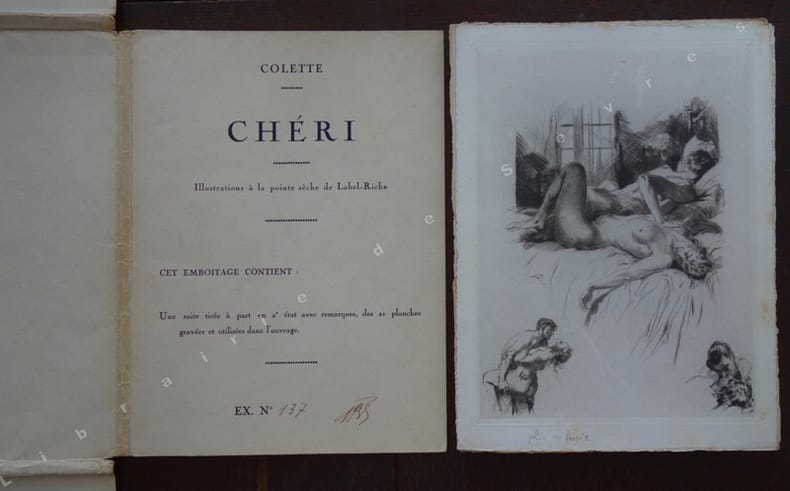 COLETTE
CHÉRI
Illustrations à la pointe sèche de Lobel-Riche
CET EMBOITAGE CONTIENT :
Une suite tirée à part en 2e état avec remarques, des 21 planches
gravées et utilisées dans l'ouvrage.
EX. N° 137
Librairie de sèvres